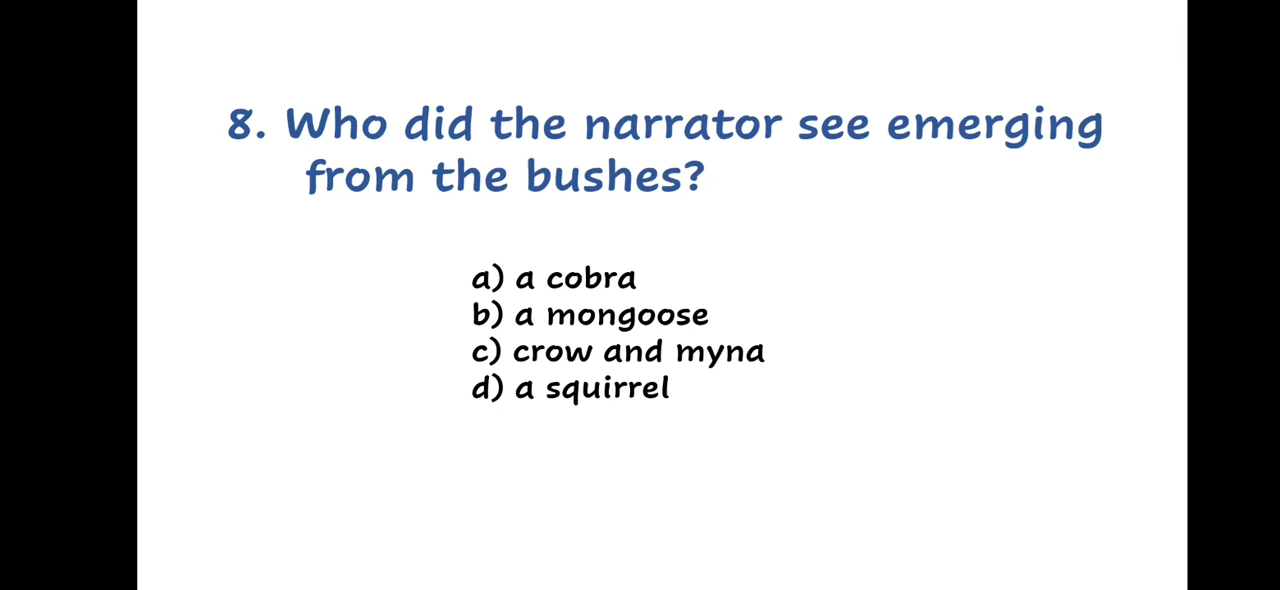 8. Who did the narrator see emerging
from the bushes?
a) a cobra
b) a mongoose
c) crow and myna
d) a squirrel